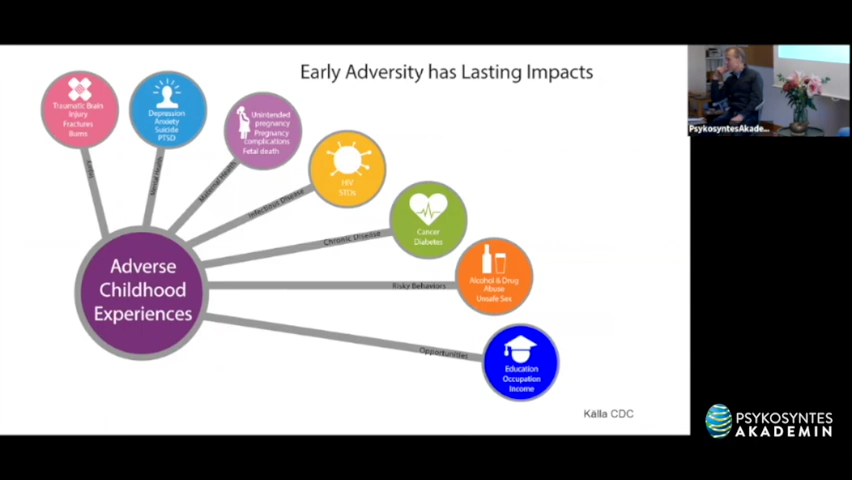 Early Adversity has Lasting Impacts
Traumatic Brain
Injury
Fractures
Burns
Depression
Anxiety
Suicide
PTSD
Unintended
pregnancy
Pregnancy
complications
Fetal death
HIV
STDs
Cancer
Diabetes
Alcohol & Drug
Abuse
Unsafe Sex
Education
Occupation
Income
Injury
Mental Health
Maternal Health
Infectious Disease
Chronic Disease
Risky Behaviors
Opportunities
Adverse
Childhood
Experiences
Källa CDC
PsykosyntesAkade...
PSYKOSYNTES
AKADEMIN